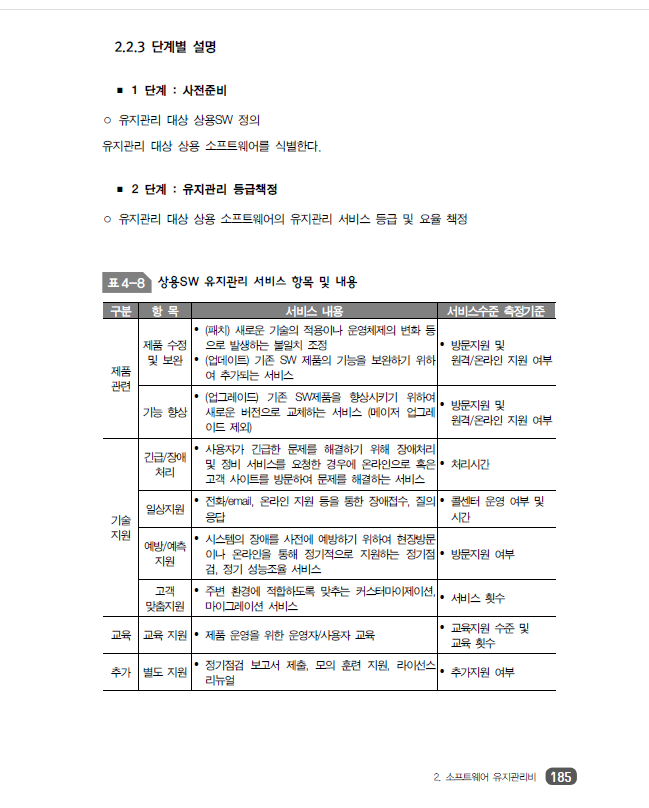 2.2.3 단계별 설명
■ 1 단계 : 사전준비
○ 유지관리 대상 상용SW 정의
유지관리 대상 상용 소프트웨어를 식별한다.
■ 2 단계 : 유지관리 등급책정
○ 유지관리 대상 상용 소프트웨어의 유지관리 서비스 등급 및 요율 책정
표 4-8 상용SW 유지관리 서비스 항목 및 내용
구분 항 목 서비스 내용 서비스수준 측정기준
제품
관련
제품 수정
및 보완
• (패치) 새로운 기술의 적용이나 운영체제의 변화 등
으로 발생하는 불일치 조정
• (업데이트) 기존 SW 제품의 기능을 보완하기 위하
여 추가되는 서비스
• 방문지원 및
원격/온라인 지원 여부
기능 향상
• (업그레이드) 기존 SW제품을 향상시키기 위하여
새로운 버전으로 교체하는 서비스 (메이저 업그레
이드 제외)
• 방문지원 및
원격/온라인 지원 여부
기술
지원
긴급/장애
처리
• 사용자가 긴급한 문제를 해결하기 위해 장애처리
및 정비 서비스를 요청한 경우에 온라인으로 혹은
고객 사이트를 방문하여 문제를 해결하는 서비스
• 처리시간
일상지원
• 전화/email, 온라인 지원 등을 통한 장애접수, 질의
응답
• 콜센터 운영 여부 및
시간
예방/예측
지원
• 시스템의 장애를 사전에 예방하기 위하여 현장방문
이나 온라인을 통해 정기적으로 지원하는 정기점
검, 정기 성능조율 서비스
• 방문지원 여부
고객
맞춤지원
• 주변 환경에 적합하도록 맞추는 커스터마이제이션,
마이그레이션 서비스
• 서비스 횟수
교육 교육 지원 • 제품 운영을 위한 운영자/사용자 교육
• 교육지원 수준 및
교육 횟수
추가 별도 지원
• 정기점검 보고서 제출, 모의 훈련 지원, 라이선스
리뉴얼
• 추가지원 여부
2. 소프트웨어 유지관리비 185